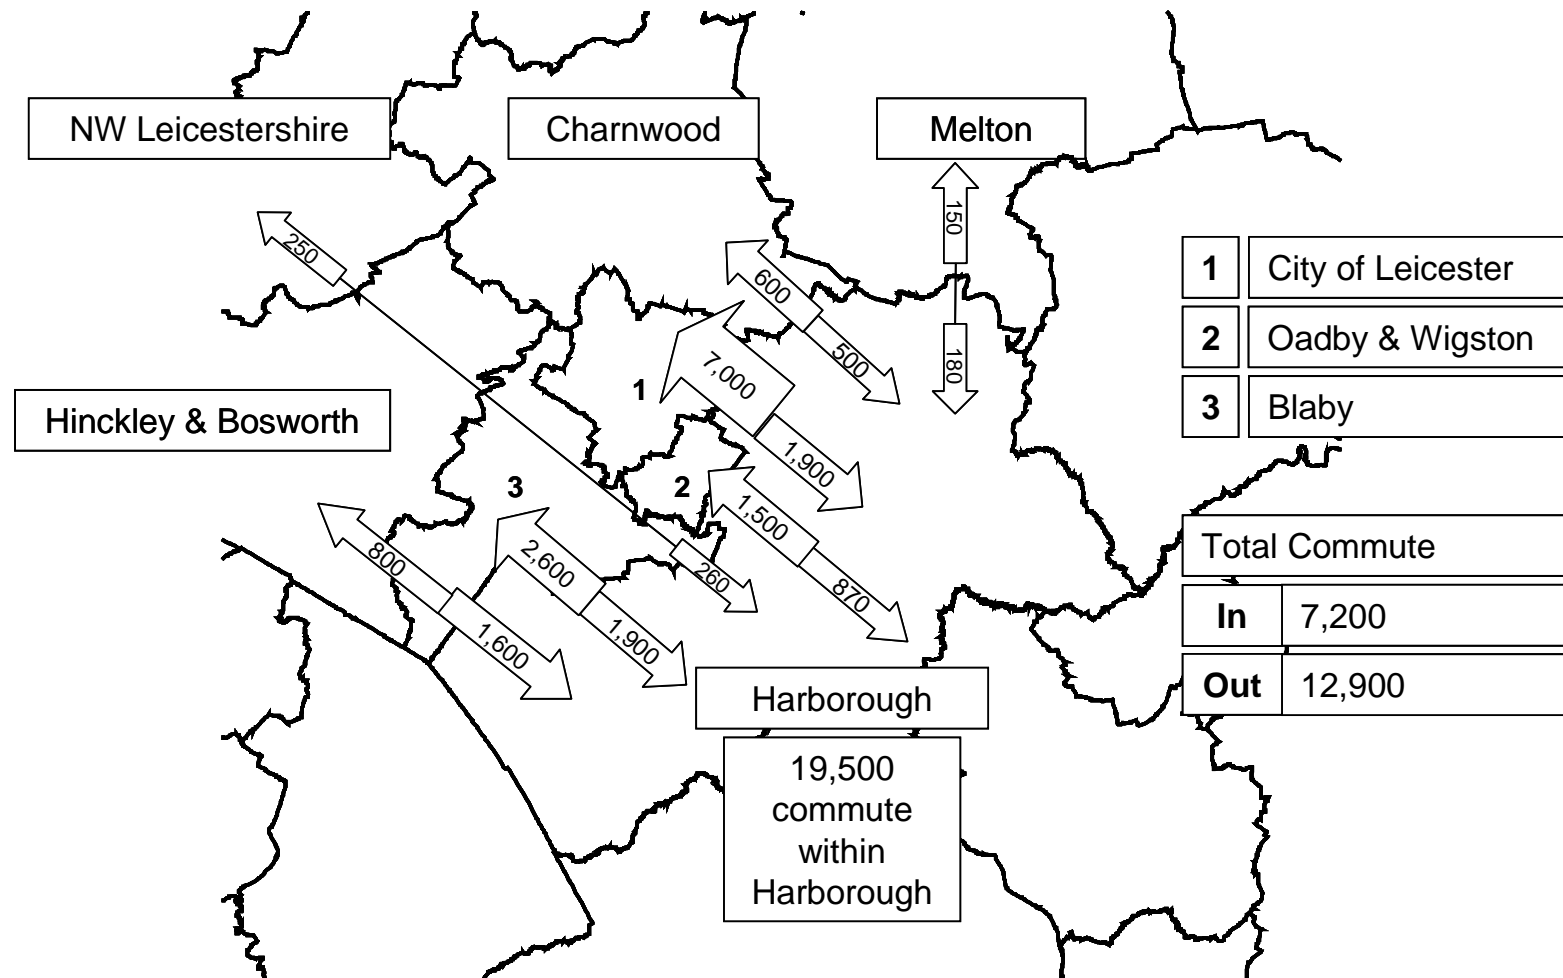 NW Leicestershire
Charnwood
Melton
150
250
600
500
180
1 City of Leicester
2 Oadby & Wigston
3 Blaby
7,000
1
1,900
Hinckley & Bosworth
3
2
1,500
870
800
1,600
2,600
1,900
260
Total Commute
In 7,200
Out 12,900
Harborough
19,500
commute
within
Harborough